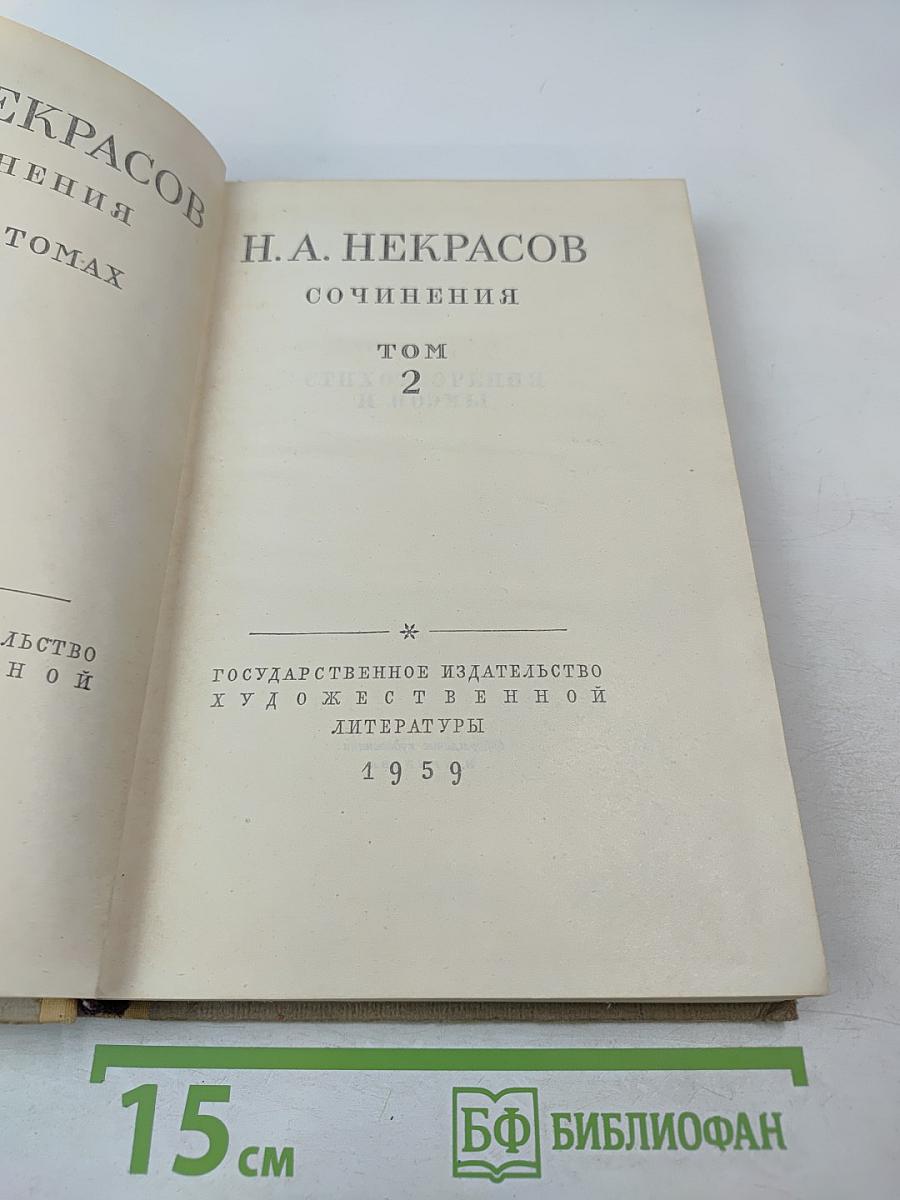 ЕКРАСОВ
НЕНИЯ
ТОМАХ
ЛЬСТВО
НОЙ
Н. А. НЕКРАСОВ
СОЧИНЕНИЯ
ТОМ
2
ГОСУДАРСТВЕННОЕ ИЗДАТЕЛЬСТВО
ХУДОЖЕСТВЕННОЙ
ЛИТЕРАТУРЫ
1959
15 см
БФ БИБЛИОФАН